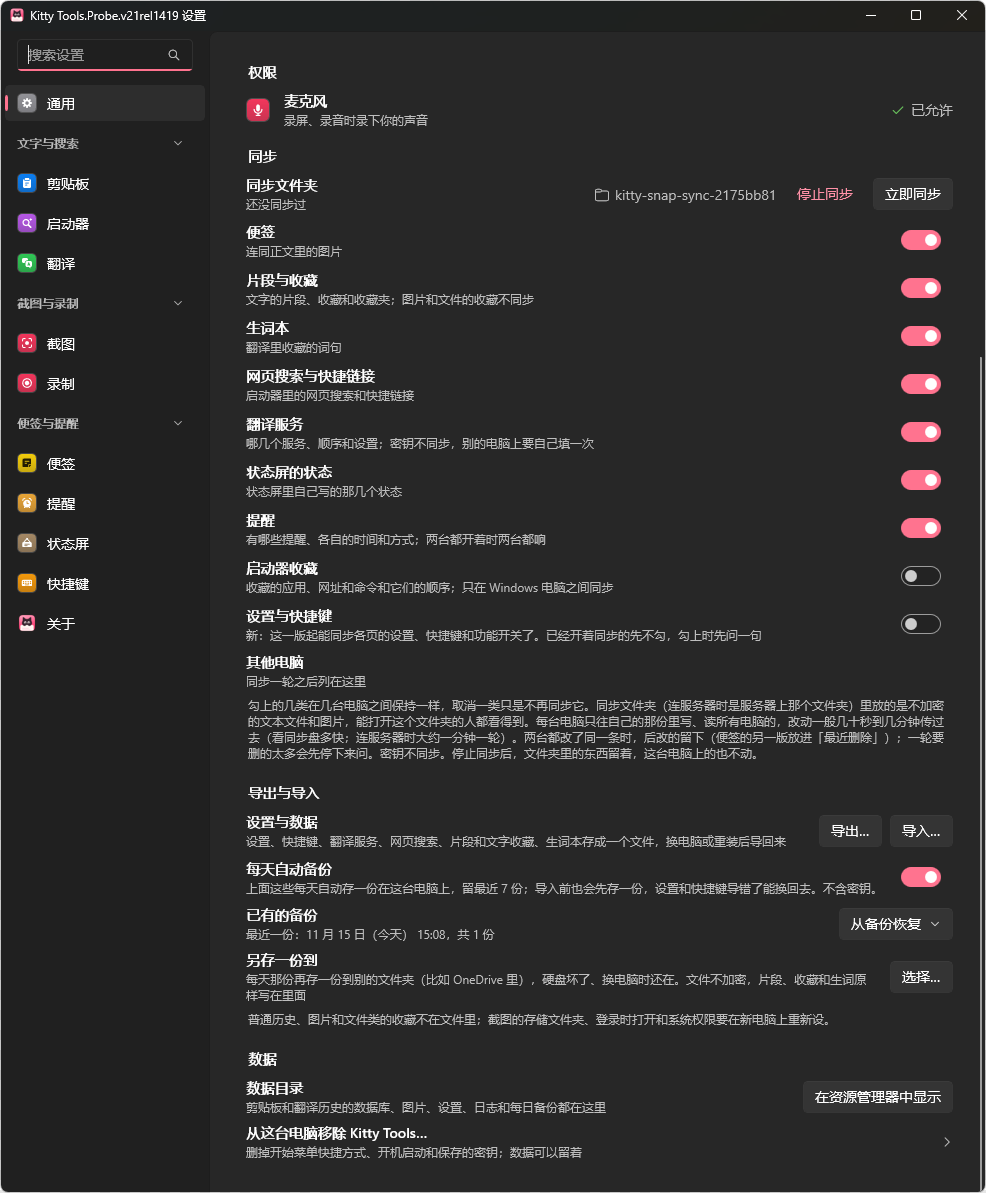 Kitty Tools.Probe.v21rel1419 设置
搜索设置
通用
文字与搜索
剪贴板
启动器
翻译
截图与录制
截图
录制
便签与提醒
便签
提醒
状态屏
快捷键
关于
权限
麦克风
录屏、录音时录下你的声音
已允许
同步
同步文件夹
还没同步过
kitty-snap-sync-2175bb81
停止同步
立即同步
便签
连同正文里的图片
片段与收藏
文字的片段、收藏和收藏夹；图片和文件的收藏不同步
生词本
翻译里收藏的词句
网页搜索与快捷链接
启动器里的网页搜索和快捷链接
翻译服务
哪几个服务、顺序和设置；密钥不同步，别的电脑上要自己填一次
状态屏的状态
状态屏里自己写的那几个状态
提醒
有哪些提醒、各自的时间和方式；两台都开着时两台都响
启动器收藏
收藏的应用、网址和命令和它们的顺序；只在 Windows 电脑之间同步
设置与快捷键
新：这一版起能同步各页的设置、快捷键和功能开关了。已经开着同步的先不勾，勾上时先问一句
其他电脑
同步一轮之后列在这里
勾上的几类在几台电脑之间保持一样，取消一类只是不再同步它。同步文件夹（连服务器时是服务器上那个文件夹）里放的是不加密
的文本文件和图片，能打开这个文件夹的人都看得到。每台电脑只往自己的那份里写、读所有电脑的，改动一般几十秒到几分钟传过
去（看同步盘多快；连服务器时大约一分钟一轮）。两台都改了同一条时，后改的留下（便签的另一版放进「最近删除」）；一轮要
删的太多会先停下来问。密钥不同步。停止同步后，文件夹里的东西留着，这台电脑上的也不动。
导出与导入
设置与数据
设置、快捷键、翻译服务、网页搜索、片段和文字收藏、生词本存成一个文件，换电脑或重装后导回来
导出...
导入...
每天自动备份
上面这些每天自动存一份在这台电脑上，留最近 7 份；导入前也会先存一份，设置和快捷键导错了能换回去。不含密钥。
已有的备份
最近一份：11 月 15 日（今天） 15:08，共 1 份
从备份恢复
另存一份到
每天那份再存一份到别的文件夹（比如 OneDrive 里），硬盘坏了、换电脑时还在。文件不加密，片段、收藏和生词原
样写在里面
选择...
普通历史、图片和文件类的收藏不在文件里；截图的存储文件夹、登录时打开和系统权限要在新电脑上重新设。
数据
数据目录
剪贴板和翻译历史的数据库、图片、设置、日志和每日备份都在这里
在资源管理器中显示
从这台电脑移除 Kitty Tools...
删掉开始菜单快捷方式、开机启动和保存的密钥；数据可以留着